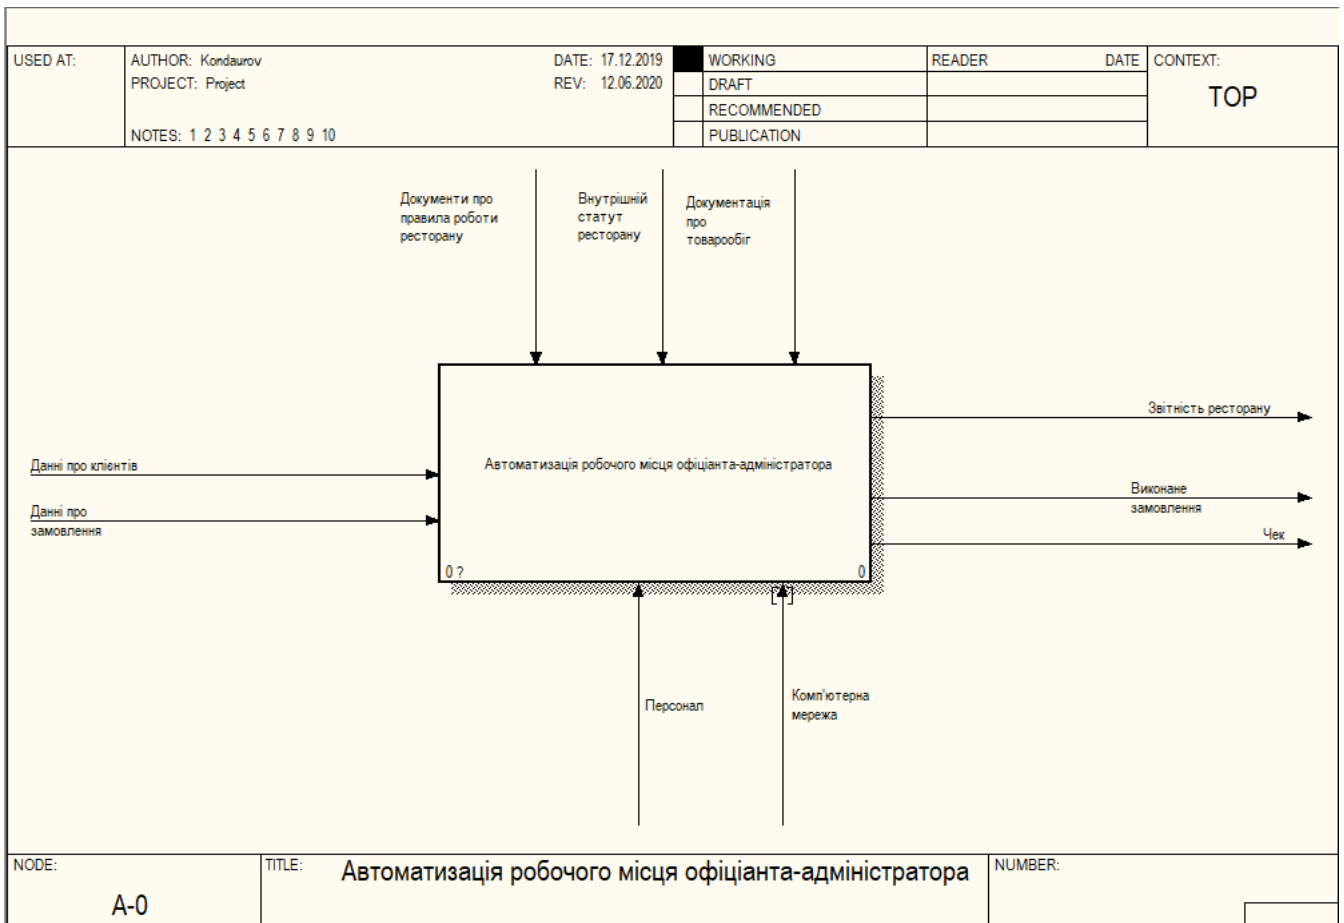 USED AT:
AUTHOR: Kondaurov
DATE: 17.12.2019
WORKING
READER
DATE
CONTEXT:
PROJECT: Project
REV: 12.06.2020
DRAFT
TOP
RECOMMENDED
NOTES: 1 2 3 4 5 6 7 8 9 10
PUBLICATION
Документи про
правила роботи
ресторану
Внутрішній
статут
ресторану
Документація
про
товарообіг
Звітність ресторану
Данні про клієнтів
Автоматизація робочого місця офіціанта-адміністратора
Виконане
замовлення
Данні про
замовлення
Чек
0 ?
0
Персонал
Комп'ютерна
мережа
NODE:
A-0
TITLE:
Автоматизація робочого місця офіціанта-адміністратора
NUMBER: